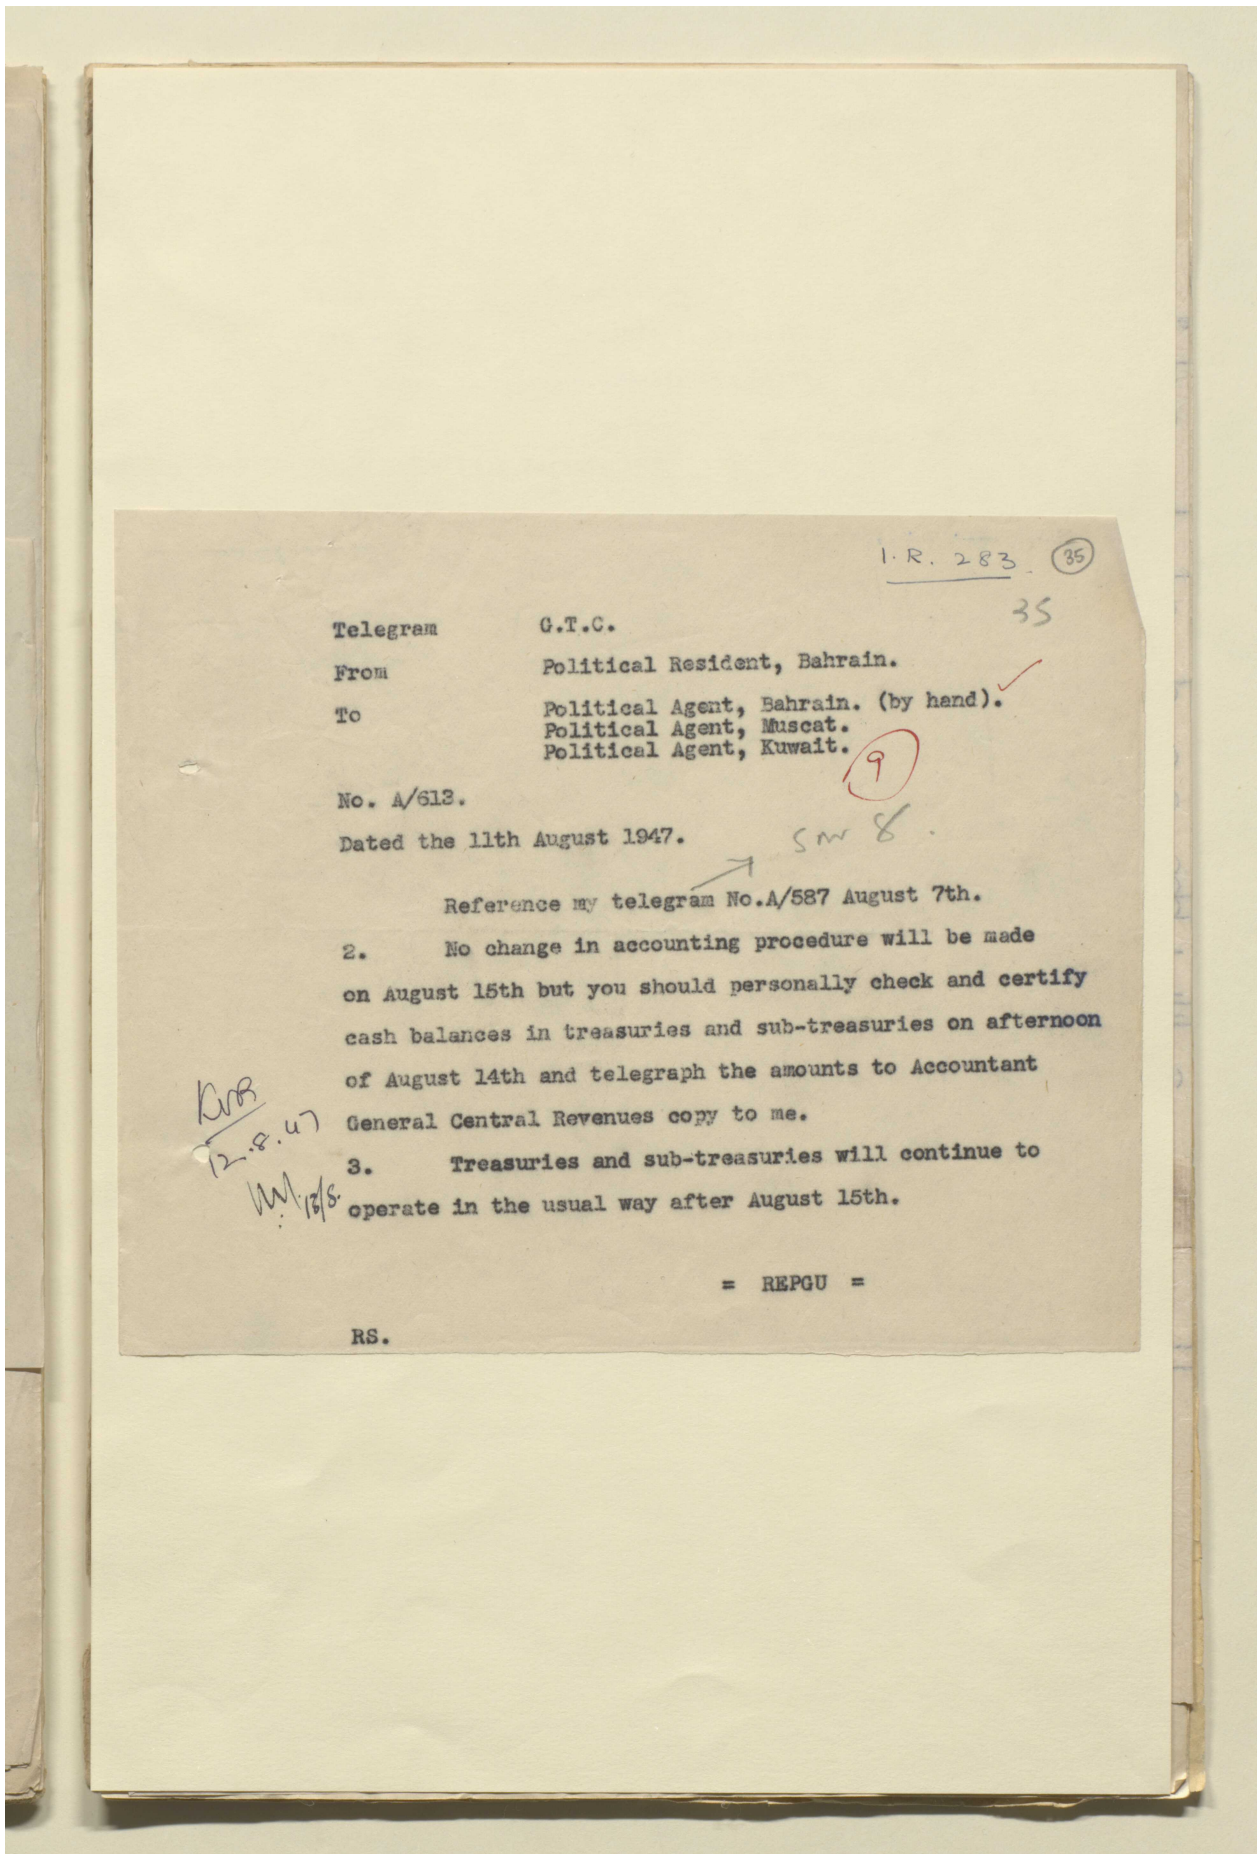 I.R. 283. 35
35
Telegram G.T.C.
From Political Resident, Bahrain.
To Political Agent, Bahrain. (by hand).
Political Agent, Muscat.
Political Agent, Kuwait.
9
No. A/613.
Dated the 11th August 1947.
8.
Reference my telegram No.A/587 August 7th.
2. No change in accounting procedure will be made
on August 15th but you should personally check and certify
cash balances in treasuries and sub-treasuries on afternoon
of August 14th and telegraph the amounts to Accountant
General Central Revenues copy to me.
12.8.47
3. Treasuries and sub-treasuries will continue to
operate in the usual way after August 15th.
= REPGU =
RS.